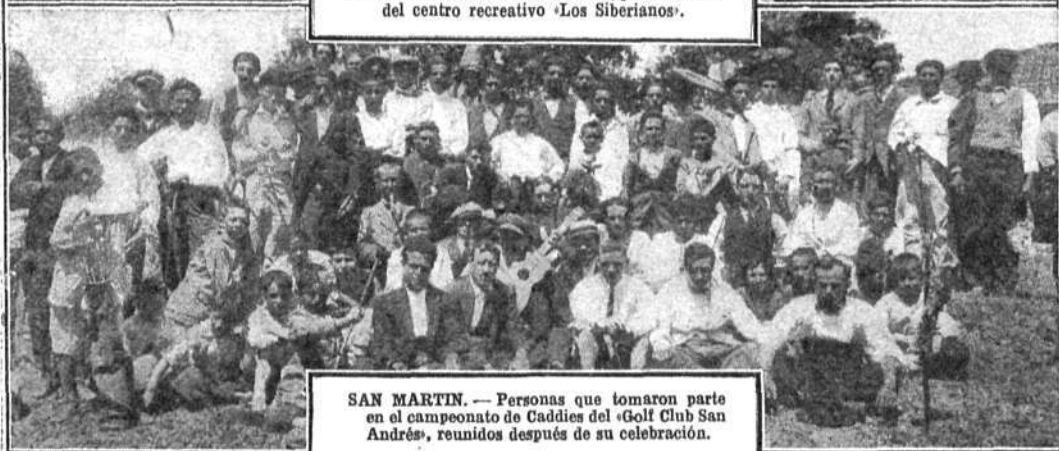 del centro recreativo «Los Siberianos».
SAN MARTIN. — Personas que tomaron parte
en el campeonato de Caddies del «Golf Club San
Andrés», reunidos después de su celebración.